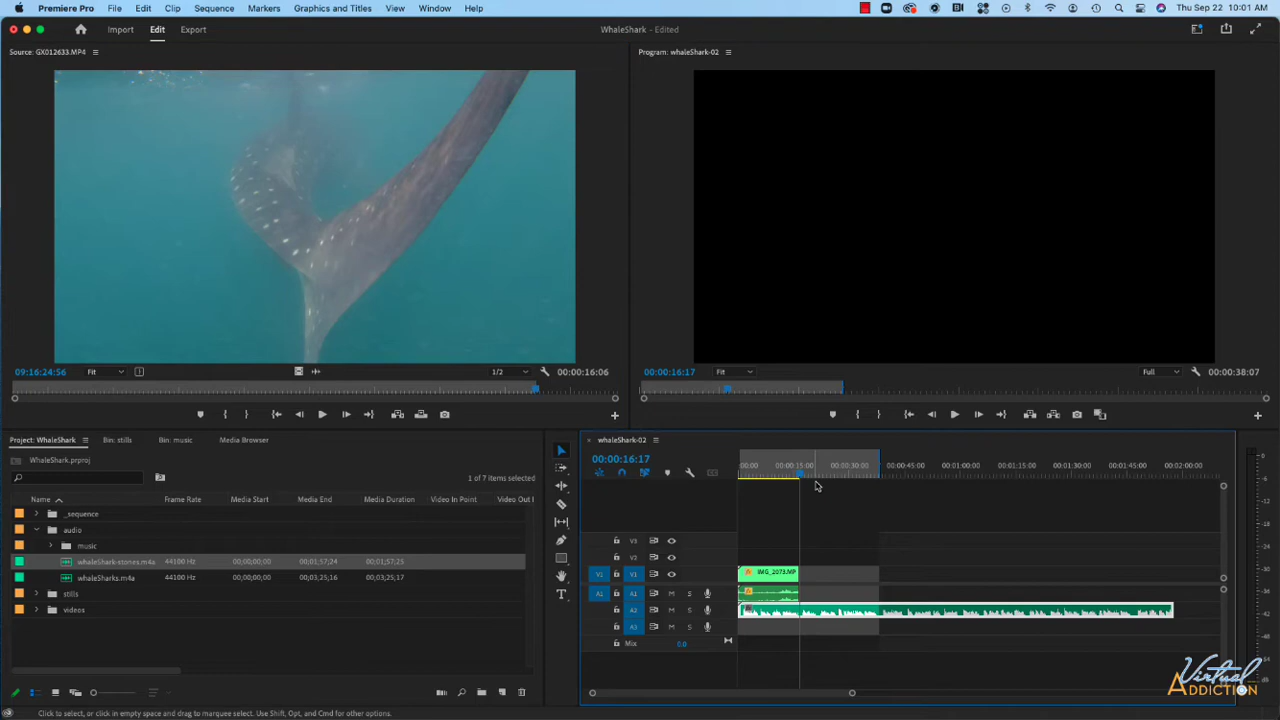 Premiere Pro File Edit Clip Sequence Markers Graphics and Titles View Window Help Thu Sep 22 10:01 AM
Import Edit Export WhaleShark - Edited
Source: GX012633.MP4
Program: whaleShark-02
09:16:24:56 Fit 1/2 00:00:16:06
00:00:16:17 Fit Full 00:00:38:07
Project: WhaleShark Bin: stills Bin: music Media Browser
WhaleShark.prproj
1 of 7 items selected
Name Frame Rate Media Start Media End Media Duration Video In Point Video Out
_sequence
audio
music
whaleShark-stones.m4a 44100 Hz 00;00;00;00 00;01;57;24 00;01;57;25
whaleSharks.m4a 44100 Hz 00;00;00;00 00;03;25;16 00;03;25;17
stills
videos
whaleShark-02
00:00:16:17
:00:00 00:00:15:00 00:00:30:00 00:00:45:00 00:01:00:00 00:01:15:00 00:01:30:00 00:01:45:00 00:02:00:00
V3
V2
V1 V1 IMG_2073.MP
A1 A1 M S
A2 M S
A3 M S
Mix 0.0
Click to select, or click in empty space and drag to marquee select. Use Shift, Opt, and Cmd for other options.
Virtual
Addiction